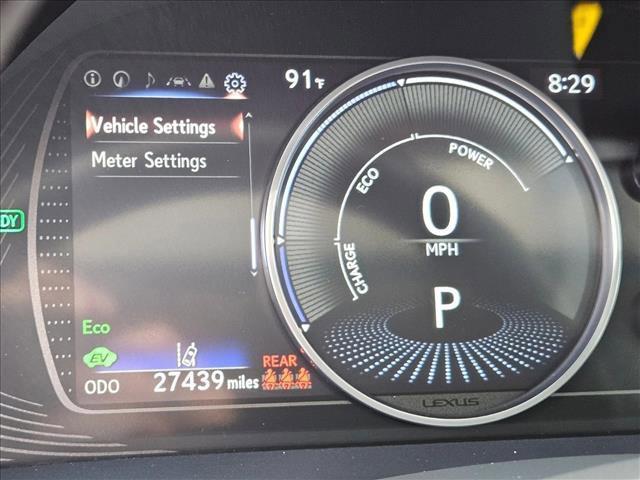 91°F
8:29
Vehicle Settings
Meter Settings
POWER
ECO
CHARGE
0
MPH
P
DY
Eco
EV
REAR
ODO 27439 miles
LEXUS